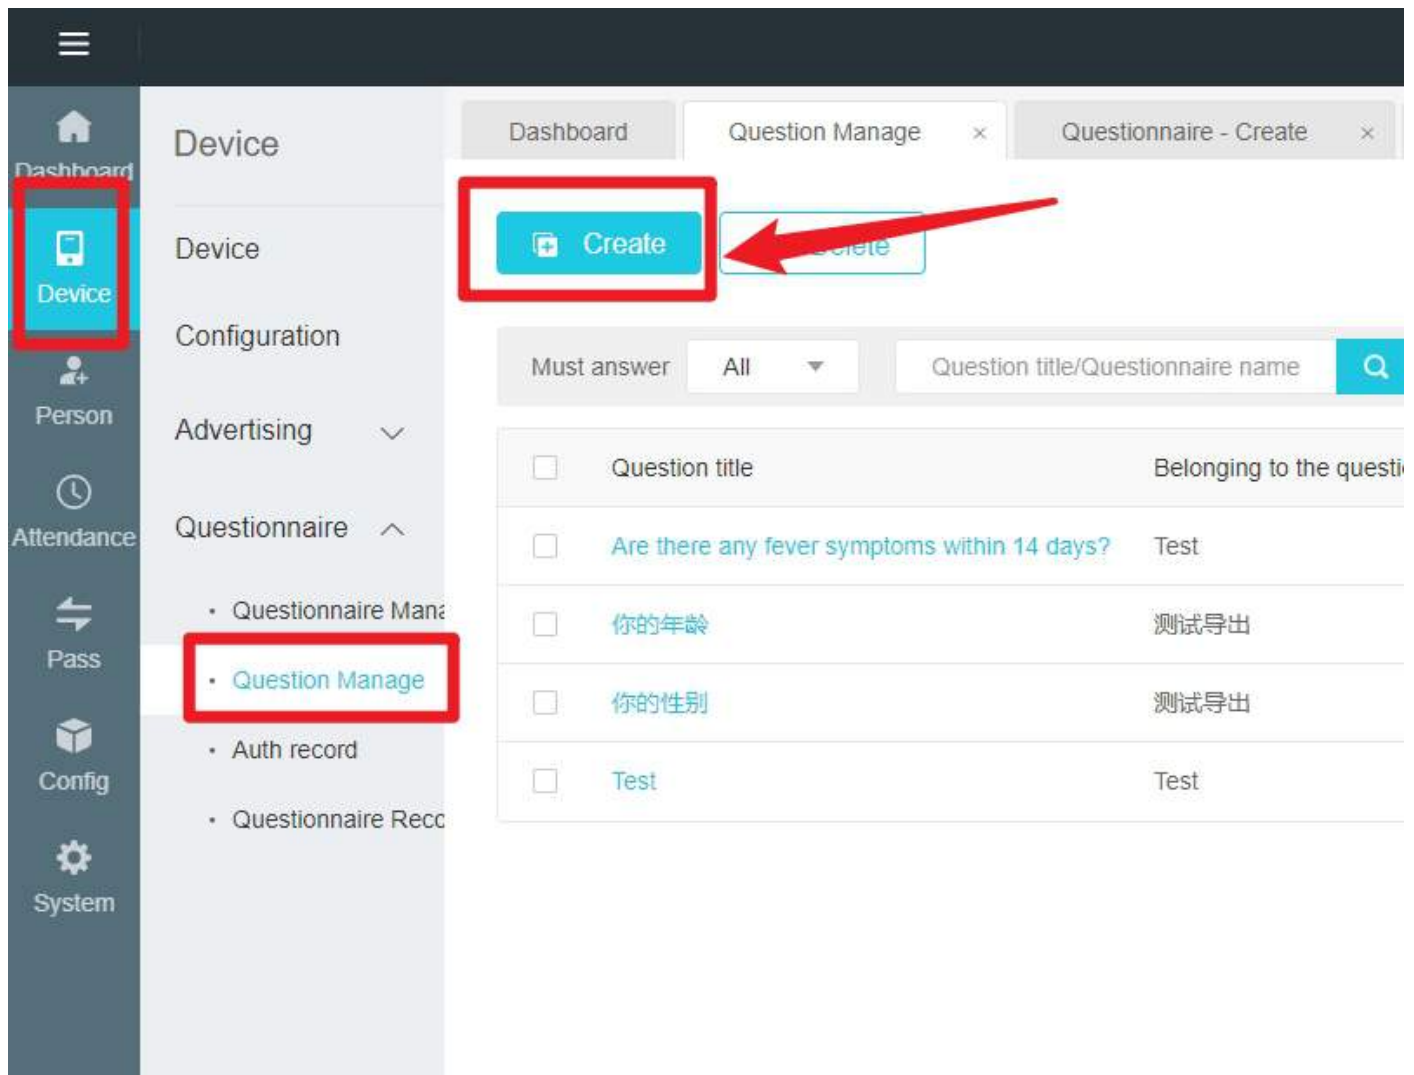 Dashboard
Device
Person
Attendance
Pass
Config
System
Device
Device
Configuration
Advertising
Questionnaire
· Questionnaire Mana
· Question Manage
· Auth record
· Questionnaire Reco
Dashboard Question Manage × Questionnaire - Create ×
Create Delete
Must answer All Question title/Questionnaire name
Question title Belonging to the questi
Are there any fever symptoms within 14 days? Test
你的年龄 测试导出
你的性别 测试导出
Test Test